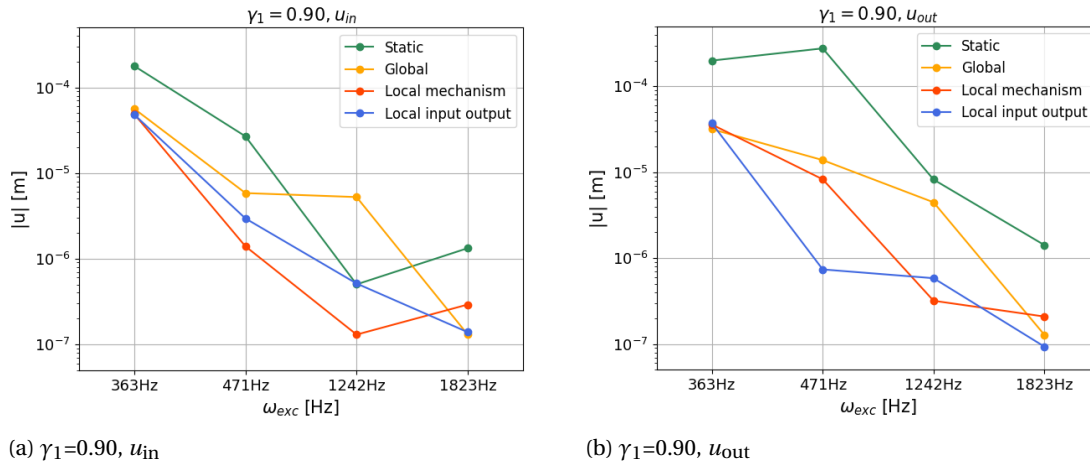 γ1 = 0.90, u_in
Static
Global
Local mechanism
Local input output
10⁻⁴
10⁻⁵
10⁻⁶
10⁻⁷
|u| [m]
363Hz 471Hz 1242Hz 1823Hz
ω_exc [Hz]
(a) γ1=0.90, u_in
γ1 = 0.90, u_out
Static
Global
Local mechanism
Local input output
10⁻⁴
10⁻⁵
10⁻⁶
10⁻⁷
|u| [m]
363Hz 471Hz 1242Hz 1823Hz
ω_exc [Hz]
(b) γ1=0.90, u_out